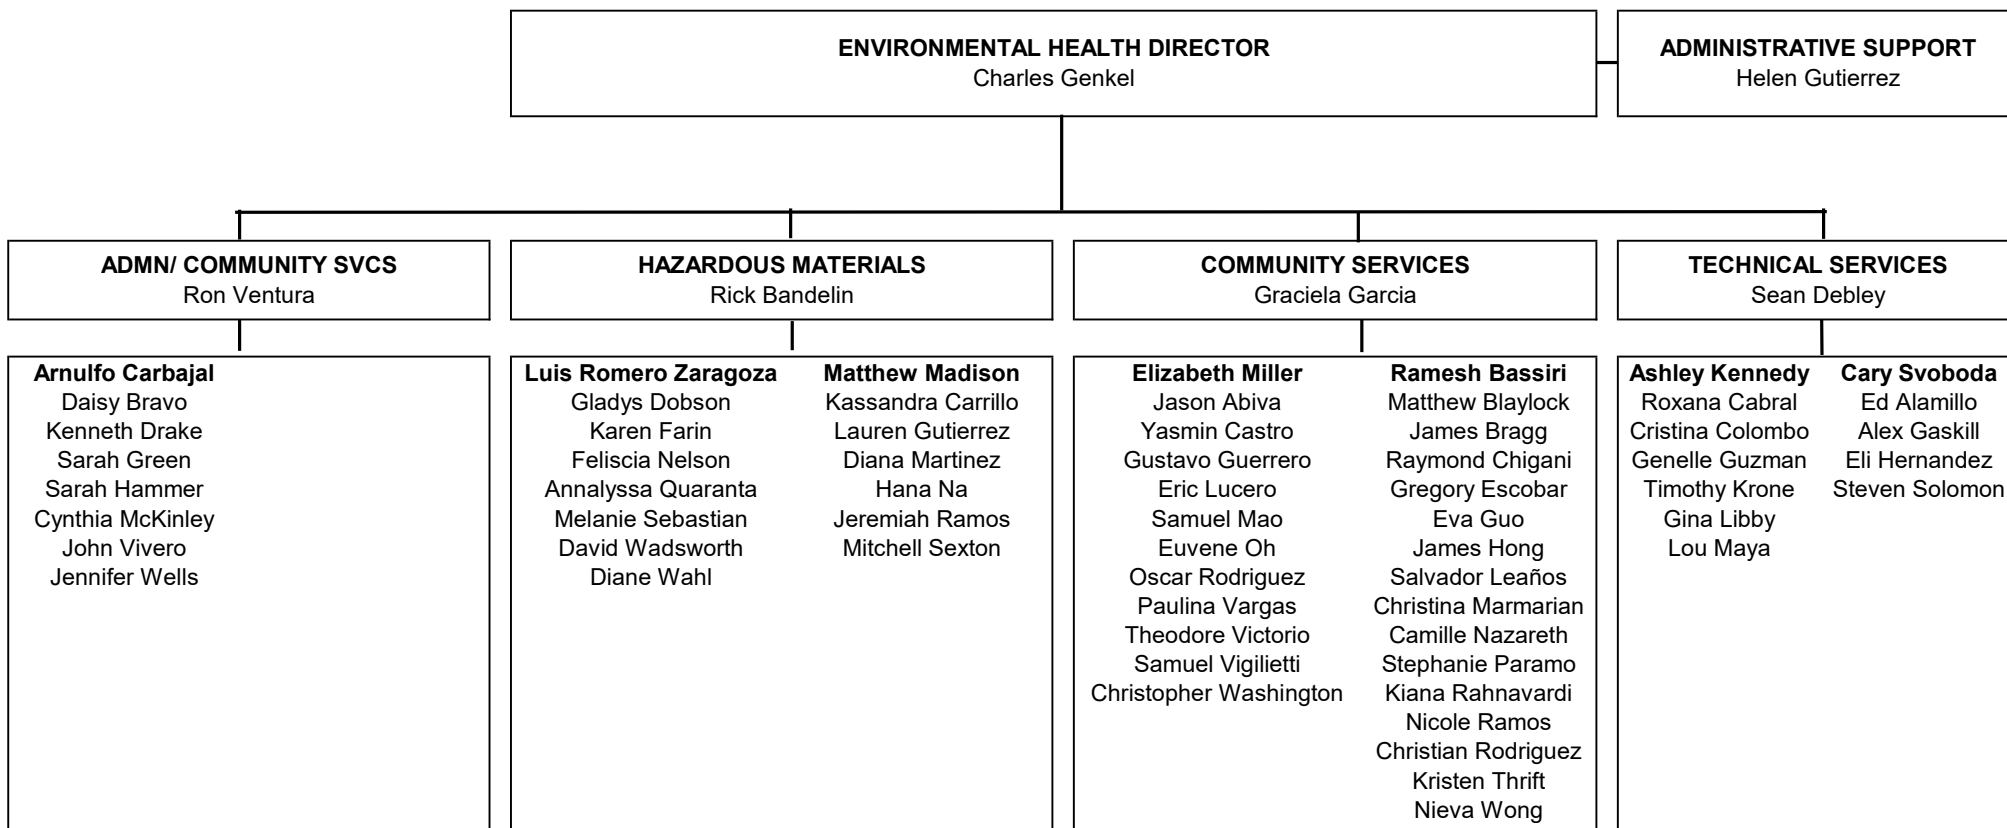 ENVIRONMENTAL HEALTH DIRECTOR
Charles Genkel
ADMINISTRATIVE SUPPORT
Helen Gutierrez
ADMN/ COMMUNITY SVCS
Ron Ventura
HAZARDOUS MATERIALS
Rick Bandelin
COMMUNITY SERVICES
Graciela Garcia
TECHNICAL SERVICES
Sean Debley
Arnulfo Carbajal
Daisy Bravo
Kenneth Drake
Sarah Green
Sarah Hammer
Cynthia McKinley
John Vivero
Jennifer Wells
Luis Romero Zaragoza
Gladys Dobson
Karen Farin
Feliscia Nelson
Annalyssa Quaranta
Melanie Sebastian
David Wadsworth
Diane Wahl
Matthew Madison
Kassandra Carrillo
Lauren Gutierrez
Diana Martinez
Hana Na
Jeremiah Ramos
Mitchell Sexton
Elizabeth Miller
Jason Abiva
Yasmin Castro
Gustavo Guerrero
Eric Lucero
Samuel Mao
Euvene Oh
Oscar Rodriguez
Paulina Vargas
Theodore Victorio
Samuel Vigilietti
Christopher Washington
Ramesh Bassiri
Matthew Blaylock
James Bragg
Raymond Chigani
Gregory Escobar
Eva Guo
James Hong
Salvador Leaños
Christina Marmarian
Camille Nazareth
Stephanie Paramo
Kiana Rahnavardi
Nicole Ramos
Christian Rodriguez
Kristen Thrift
Nieva Wong
Ashley Kennedy
Roxana Cabral
Cristina Colombo
Genelle Guzman
Timothy Krone
Gina Libby
Lou Maya
Cary Svoboda
Ed Alamillo
Alex Gaskill
Eli Hernandez
Steven Solomon